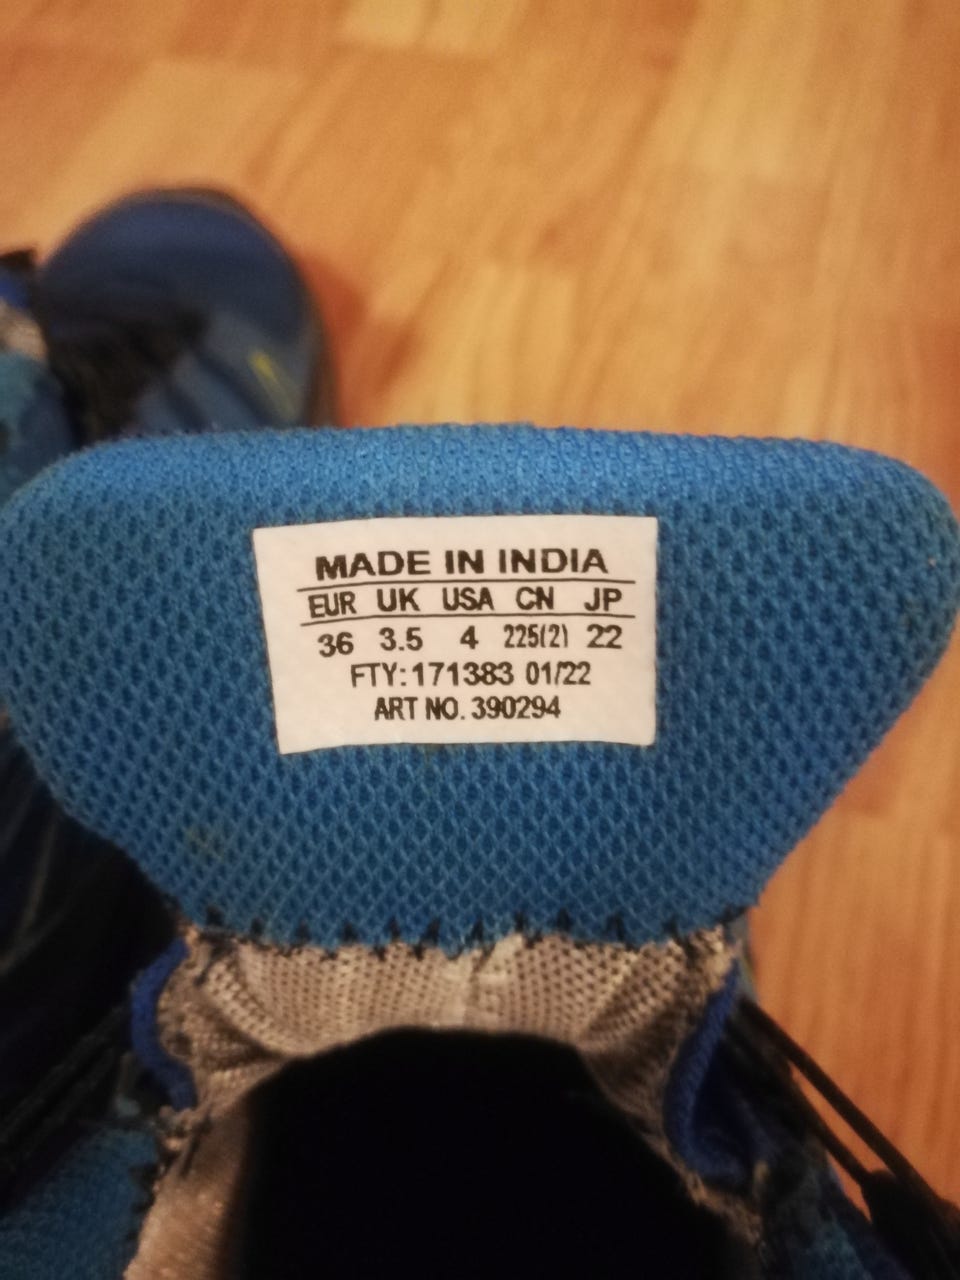 MADE IN INDIA
EUR UK USA CN JP
36 3.5 4 225(2) 22
FTY:171383 01/22
ART NO. 390294